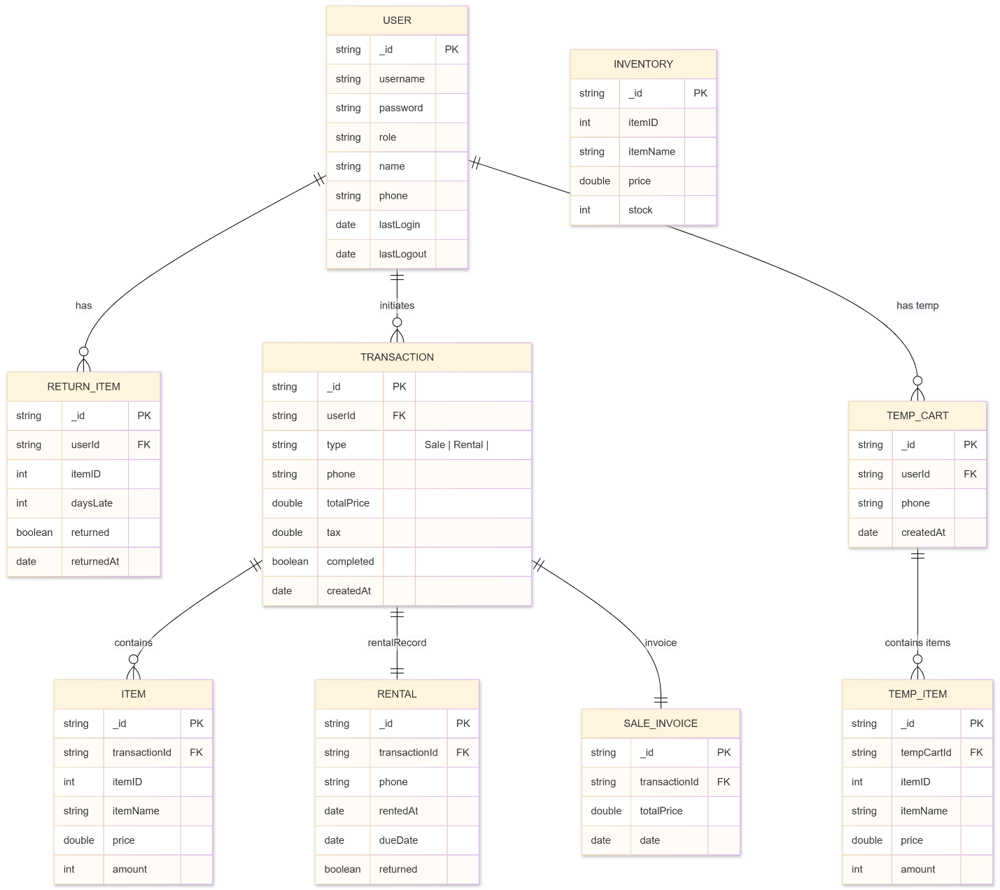 USER
string _id PK
string username
string password
string role
string name
string phone
date lastLogin
date lastLogout
INVENTORY
string _id PK
int itemID
string itemName
double price
int stock
has
initiates
has temp
RETURN_ITEM
string _id PK
string userId FK
int itemID
int daysLate
boolean returned
date returnedAt
TRANSACTION
string _id PK
string userId FK
string type Sale | Rental |
string phone
double totalPrice
double tax
boolean completed
date createdAt
TEMP_CART
string _id PK
string userId FK
string phone
date createdAt
contains
rentalRecord
invoice
contains items
ITEM
string _id PK
string transactionId FK
int itemID
string itemName
double price
int amount
RENTAL
string _id PK
string transactionId FK
string phone
date rentedAt
date dueDate
boolean returned
SALE_INVOICE
string _id PK
string transactionId FK
double totalPrice
date date
TEMP_ITEM
string _id PK
string tempCartId FK
int itemID
string itemName
double price
int amount